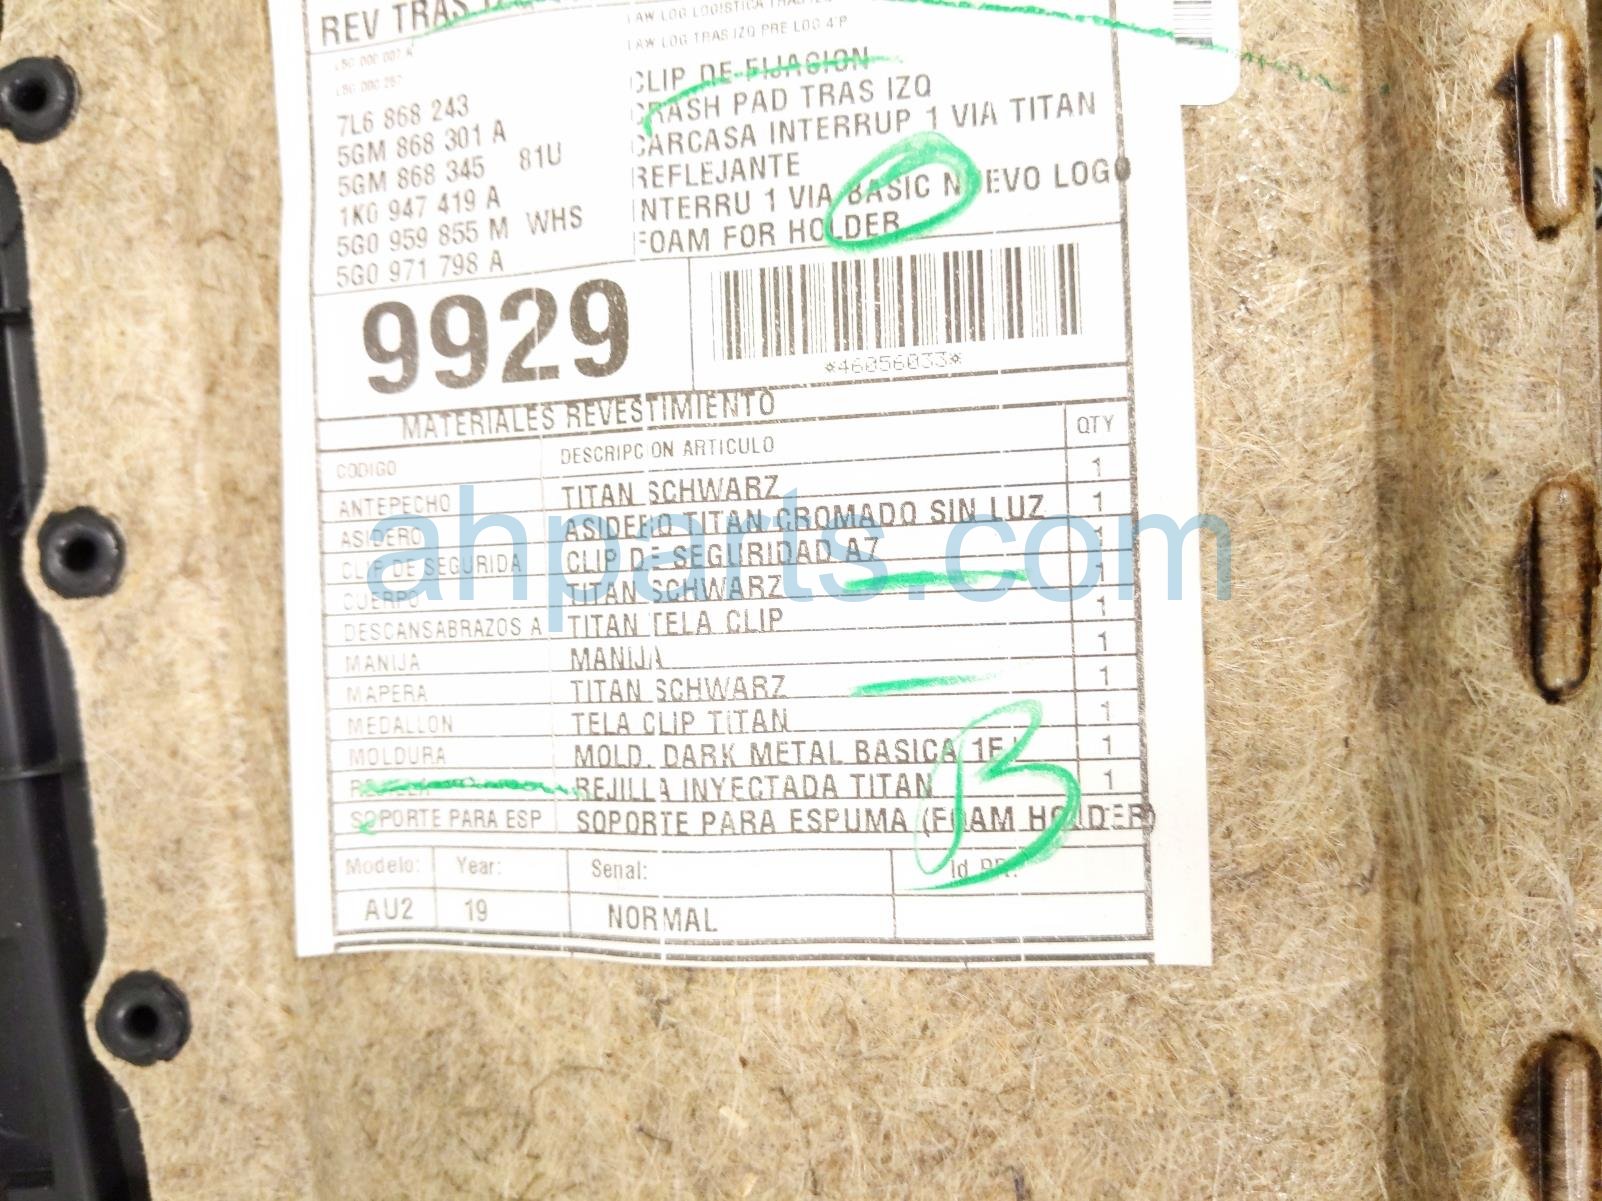 REV TRAS
LAW LOG LOGISTICA
LAW LOG TRAS IZQ PRE LOG 4'P
CLIP DE FIJACION
7L6 868 243 CRASH PAD TRAS IZQ
5GM 868 301 A CARCASA INTERRUP 1 VIA TITAN
5GM 868 345 81U REFLEJANTE
1K0 947 419 A INTERRU 1 VIA BASIC NUEVO LOGO
5G0 959 855 M WHS FOAM FOR HOLDER
5G0 971 798 A
9929
*46056033*
MATERIALES REVESTIMIENTO
CODIGO DESCRIPCION ARTICULO QTY
ANTEPECHO TITAN SCHWARZ 1
ASIDERO ASIDERO TITAN CROMADO SIN LUZ 1
CLIP DE SEGURIDA CLIP DE SEGURIDAD A7 1
CUERPO TITAN SCHWARZ 1
DESCANSABRAZOS A TITAN TELA CLIP 1
MANIJA MANIJA 1
MAPERA TITAN SCHWARZ 1
MEDALLON TELA CLIP TITAN 1
MOLDURA MOLD. DARK METAL BASICA 1
REJILLA INYECTADA TITAN 1
SOPORTE PARA ESP SOPORTE PARA ESPUMA (FOAM HOLDER)
B
Modelo: Year: Senal: Id PR:
AU2 19 NORMAL
ahparts.com